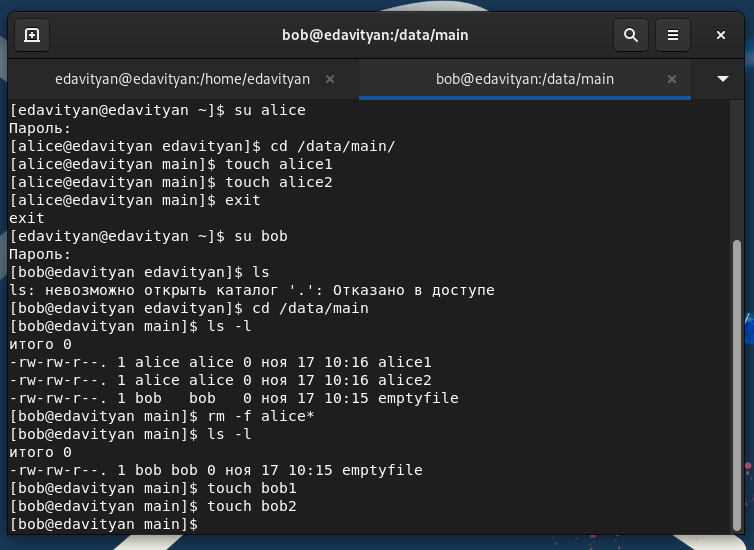 bob@edavityan:/data/main
edavityan@edavityan:/home/edavityan
bob@edavityan:/data/main
[edavityan@edavityan ~]$ su alice
Пароль:
[alice@edavityan edavityan]$ cd /data/main/
[alice@edavityan main]$ touch alice1
[alice@edavityan main]$ touch alice2
[alice@edavityan main]$ exit
exit
[edavityan@edavityan ~]$ su bob
Пароль:
[bob@edavityan edavityan]$ ls
ls: невозможно открыть каталог '.': Отказано в доступе
[bob@edavityan edavityan]$ cd /data/main
[bob@edavityan main]$ ls -l
итого 0
-rw-rw-r--. 1 alice alice 0 ноя 17 10:16 alice1
-rw-rw-r--. 1 alice alice 0 ноя 17 10:16 alice2
-rw-rw-r--. 1 bob   bob   0 ноя 17 10:15 emptyfile
[bob@edavityan main]$ rm -f alice*
[bob@edavityan main]$ ls -l
итого 0
-rw-rw-r--. 1 bob bob 0 ноя 17 10:15 emptyfile
[bob@edavityan main]$ touch bob1
[bob@edavityan main]$ touch bob2
[bob@edavityan main]$